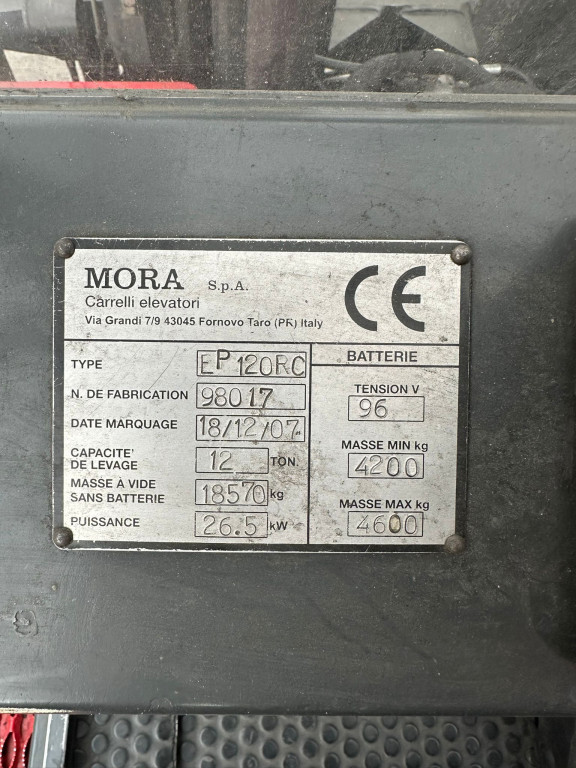 MORA S.p.A.
Carrelli elevatori
Via Grandi 7/9 43045 Fornovo Taro (PR) Italy
CE
TYPE EP120RC
N. DE FABRICATION 98017
DATE MARQUAGE 18/12/07
CAPACITE' DE LEVAGE 12 TON
MASSE À VIDE SANS BATTERIE 18570 kg
PUISSANCE 26.5 kW
BATTERIE
TENSION V
96
MASSE MIN kg
4200
MASSE MAX kg
4600